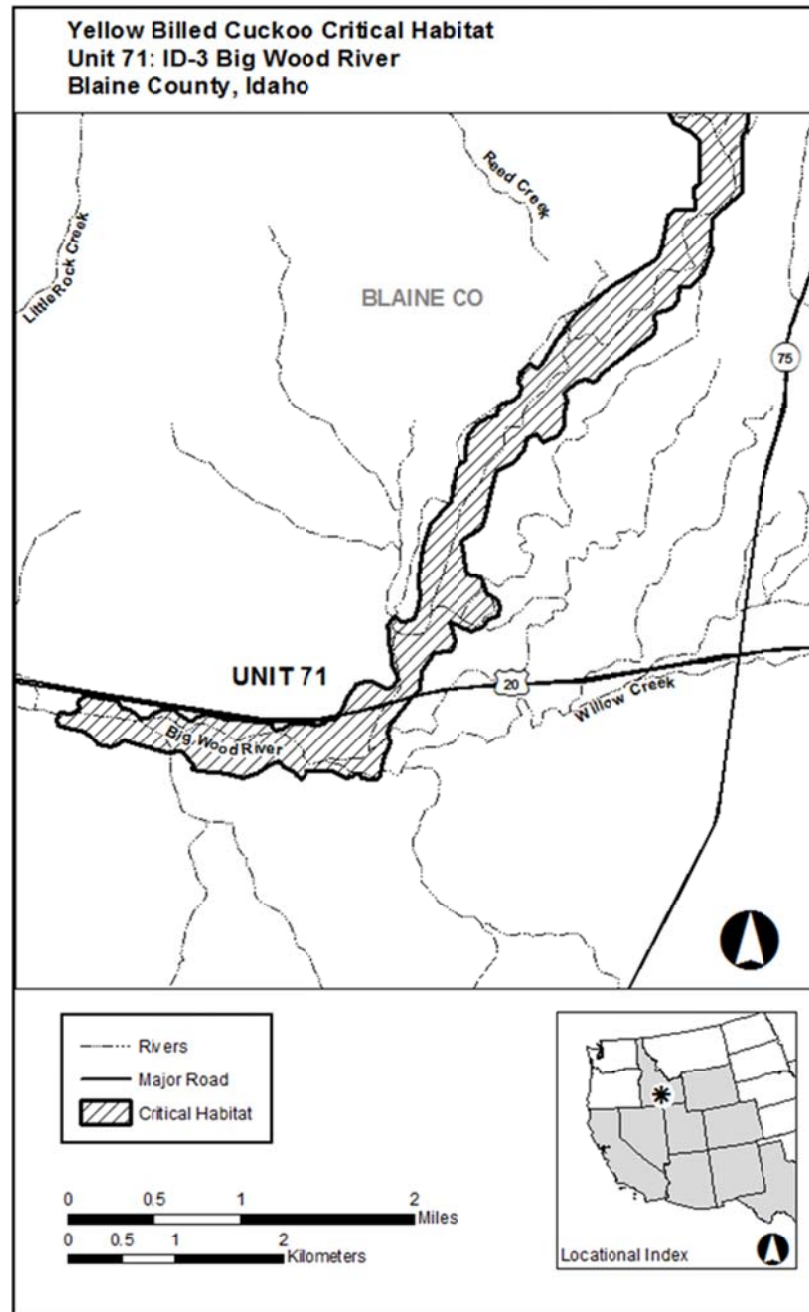 Yellow Billed Cuckoo Critical Habitat
Unit 71: ID-3 Big Wood River
Blaine County, Idaho
Reed Creek
Little Rock Creek
BLAINE CO
75
UNIT 71
20
Willow Creek
Big Wood River
Rivers
Major Road
Critical Habitat
0 0.5 1 2
Miles
0 0.5 1 2
Kilometers
Locational Index